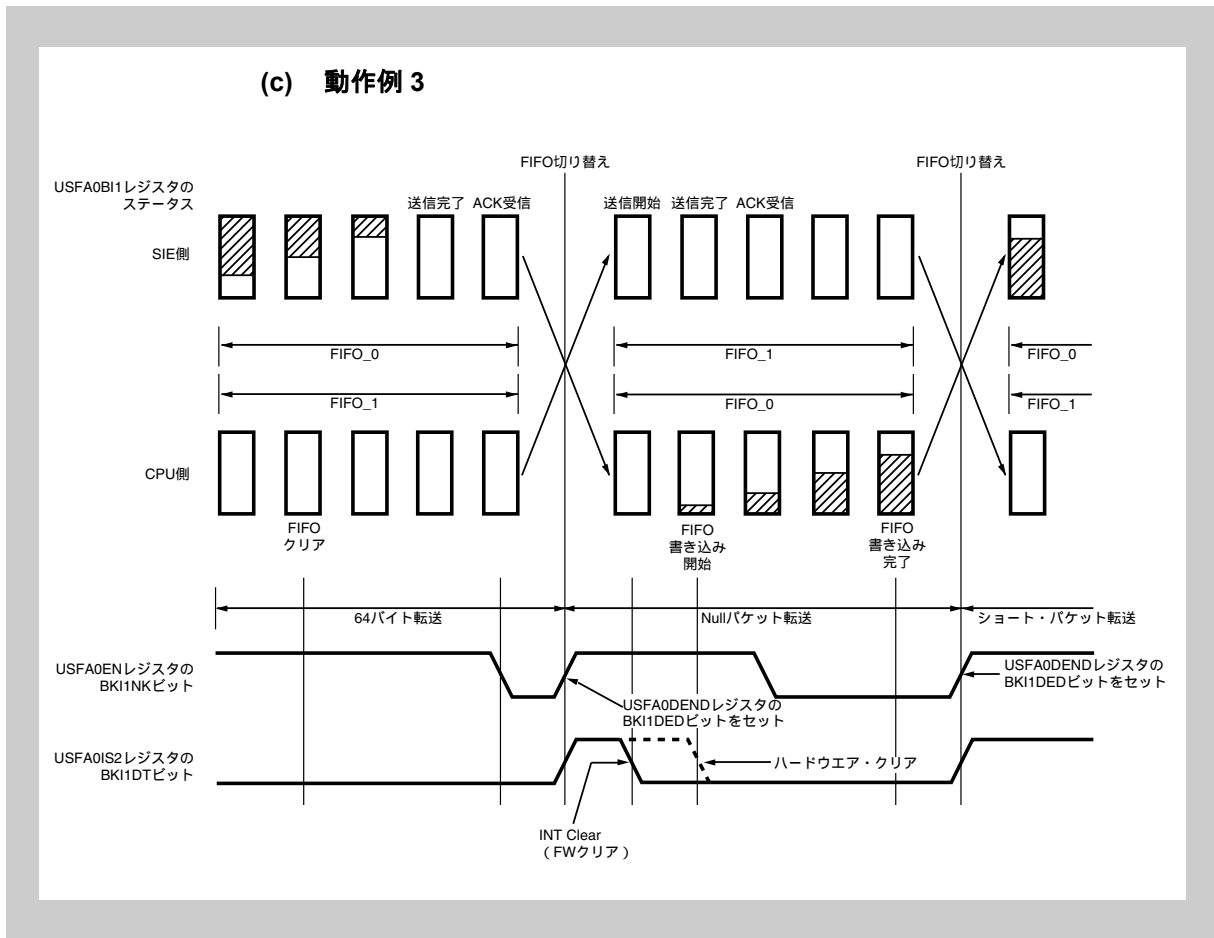 (c) 動作例 3
FIFO切り替え FIFO切り替え
USFA0BI1レジスタの
ステータス
送信完了 ACK受信 送信開始 送信完了 ACK受信
SIE側
FIFO_0 FIFO_1 FIFO_0
FIFO_1 FIFO_0 FIFO_1
CPU側
FIFO
クリア
FIFO
書き込み
開始
FIFO
書き込み
完了
64バイト転送 Nullパケット転送 ショート・パケット転送
USFA0ENレジスタの
BKI1NKビット
USFA0DENDレジスタの
BKI1DEDビットをセット
USFA0DENDレジスタの
BKI1DEDビットをセット
USFA0IS2レジスタの
BKI1DTビット
ハードウエア・クリア
INT Clear
（FWクリア）